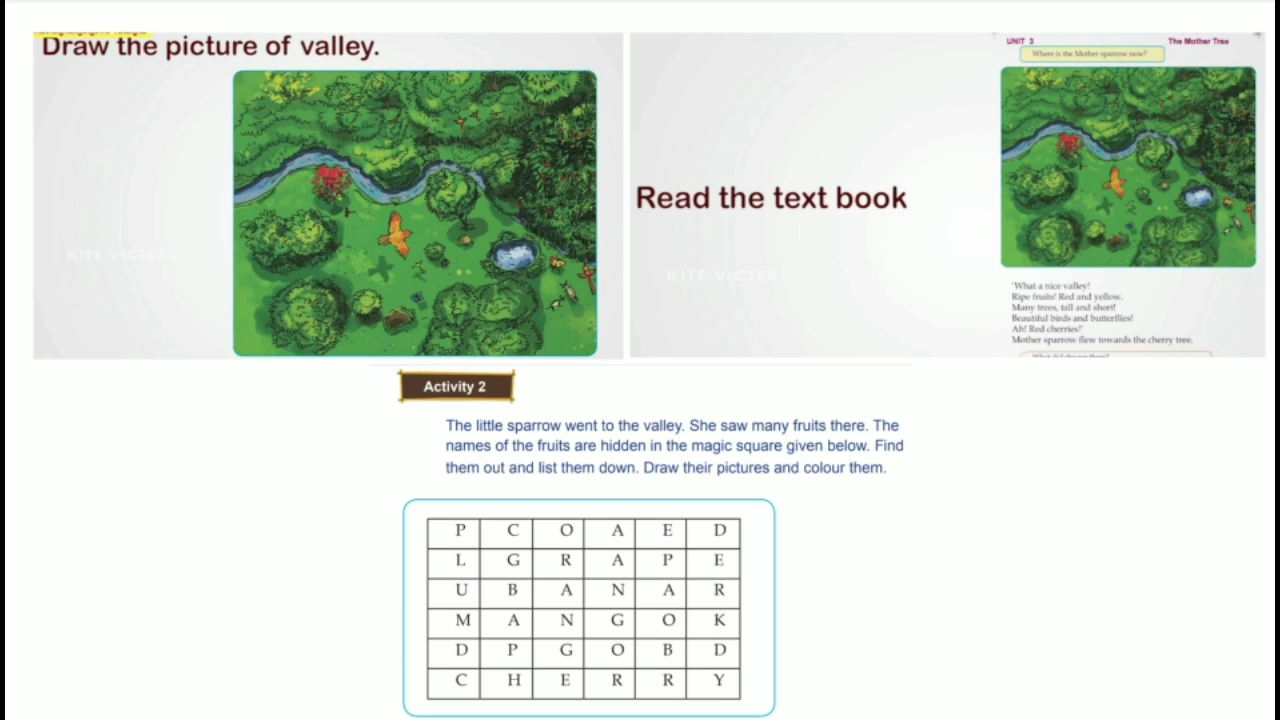 Draw the picture of valley.
KITE VICTERS
Read the text book
KITE VICTERS
UNIT 3 The Mother Tree
Where is the Mother sparrow now?
'What a nice valley!
Ripe fruits! Red and yellow.
Many trees, tall and short!
Beautiful birds and butterflies!
Ah! Red cherries!'
Mother sparrow flew towards the cherry tree.
Activity 2
The little sparrow went to the valley. She saw many fruits there. The
names of the fruits are hidden in the magic square given below. Find
them out and list them down. Draw their pictures and colour them.
P C O A E D
L G R A P E
U B A N A R
M A N G O K
D P G O B D
C H E R R Y